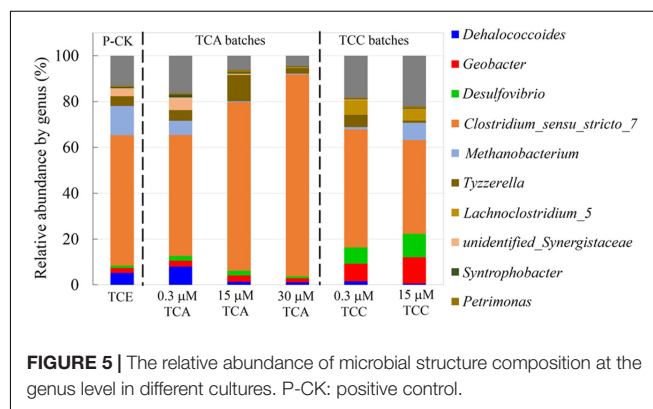 P-CK TCA batches TCC batches
Relative abundance by genus (%)
100
80
60
40
20
0
TCE
0.3 µM TCA
15 µM TCA
30 µM TCA
0.3 µM TCC
15 µM TCC
Dehalococcoides
Geobacter
Desulfovibrio
Clostridium_sensu_stricto_7
Methanobacterium
Tyzzerella
Lachnoclostridium_5
unidentified_Synergistaceae
Syntrophobacter
Petrimonas
FIGURE 5 | The relative abundance of microbial structure composition at the
genus level in different cultures. P-CK: positive control.